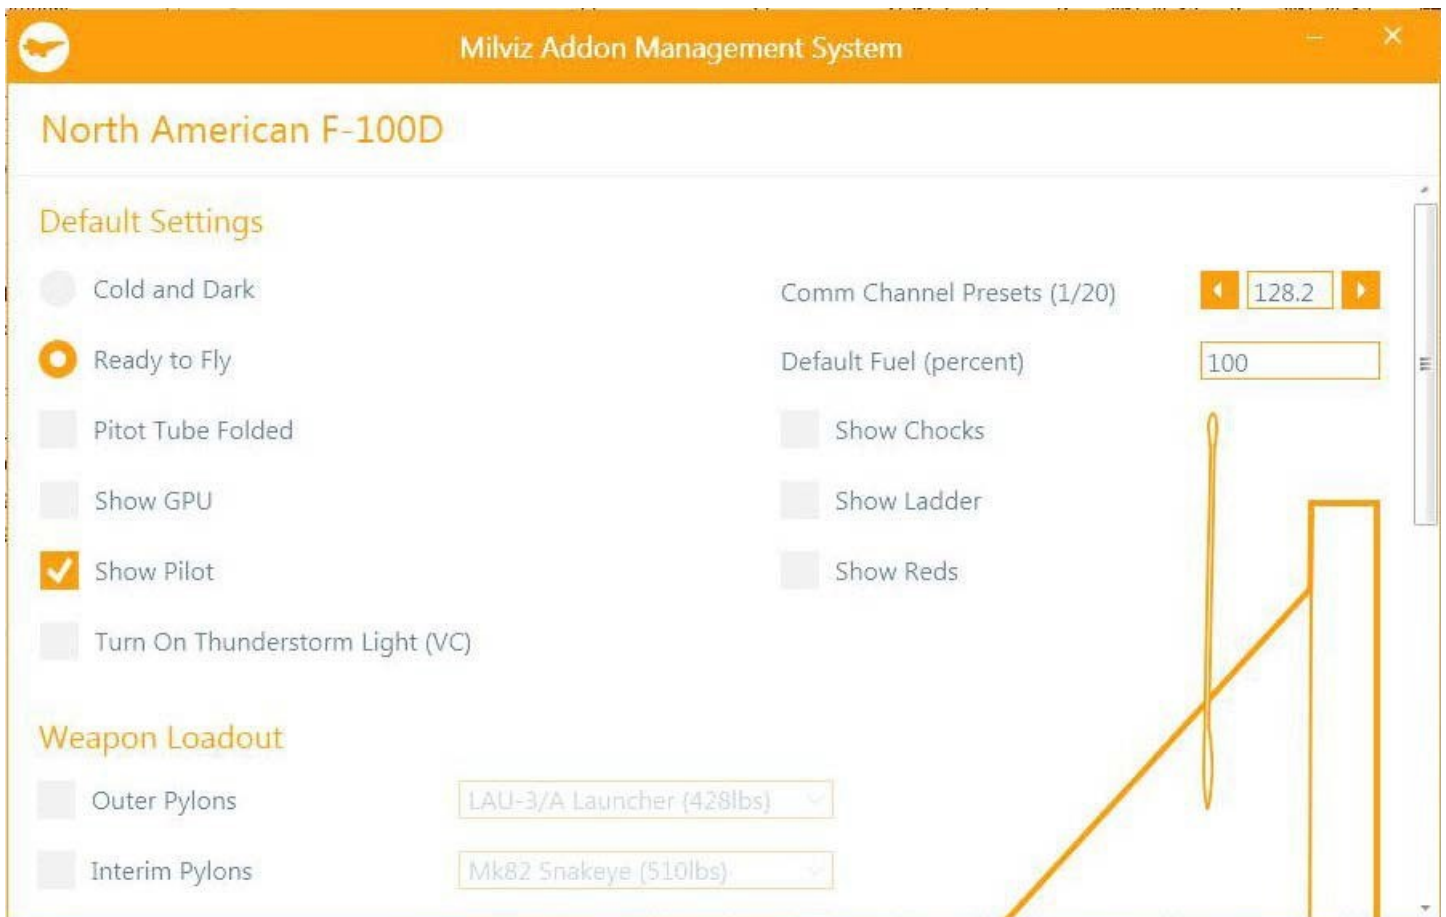 Milviz Addon Management System
North American F-100D
Default Settings
Cold and Dark
Comm Channel Presets (1/20)
128.2
Ready to Fly
Default Fuel (percent)
100
Pitot Tube Folded
Show Chocks
Show GPU
Show Ladder
Show Pilot
Show Reds
Turn On Thunderstorm Light (VC)
Weapon Loadout
Outer Pylons
LAU-3/A Launcher (428lbs)
Interim Pylons
Mk82 Snakeye (510lbs)